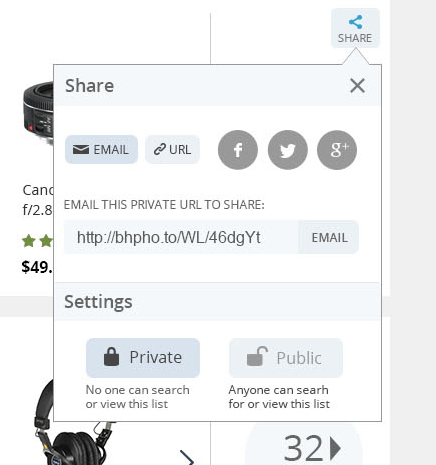 SHARE
Share
EMAIL
URL
f
g+
EMAIL THIS PRIVATE URL TO SHARE:
http://bhpho.to/WL/46dgYt
EMAIL
Settings
Private
Public
No one can search
or view this list
Anyone can searh
for or view this list
f/2.8
$49.
32